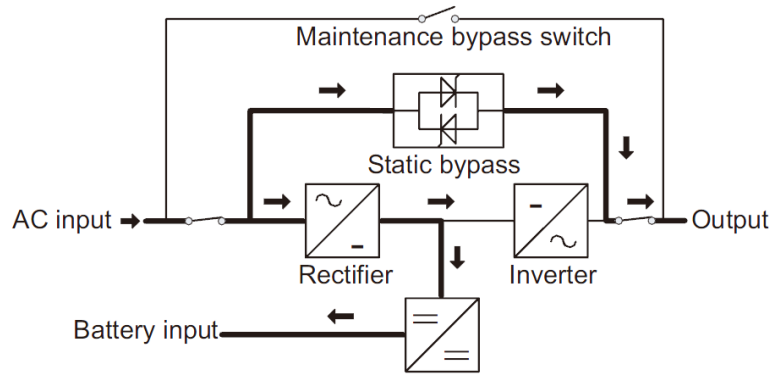 Maintenance bypass switch
Static bypass
AC input
Output
Rectifier
Inverter
Battery input